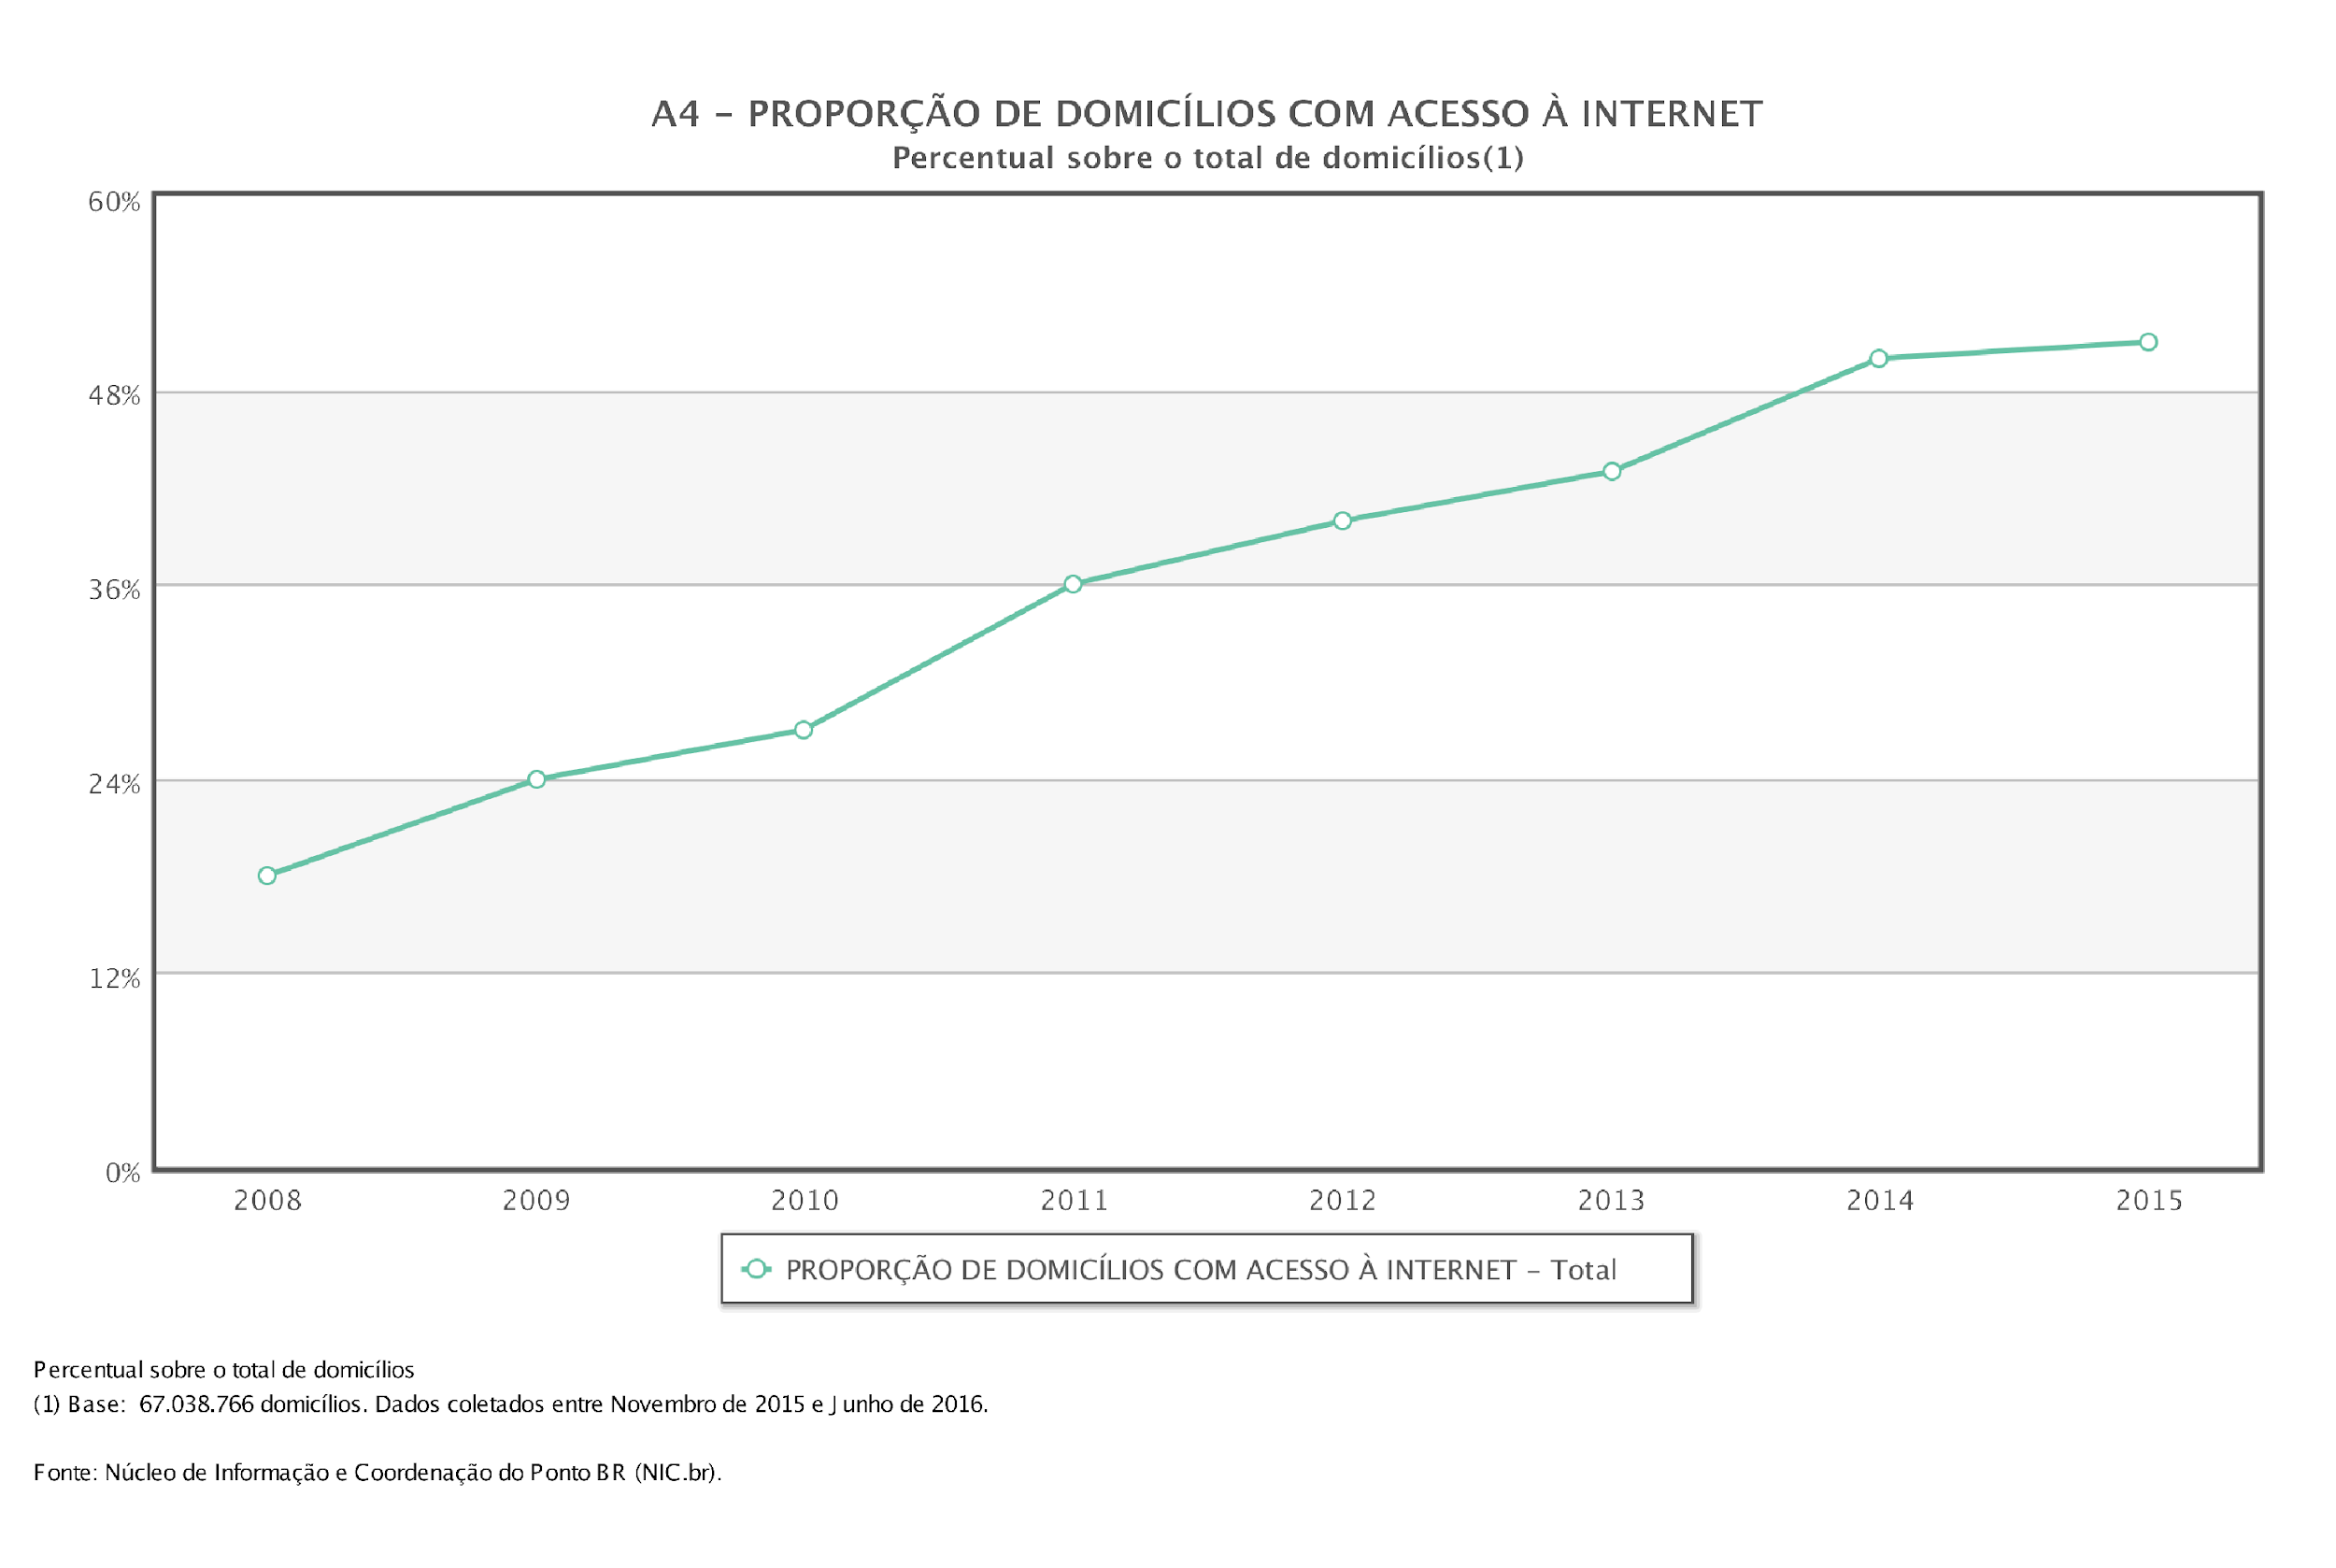 A4 – PROPORÇÃO DE DOMICÍLIOS COM ACESSO À INTERNET
Percentual sobre o total de domicílios(1)
60%
48%
36%
24%
12%
0%
2008 2009 2010 2011 2012 2013 2014 2015
PROPORÇÃO DE DOMICÍLIOS COM ACESSO À INTERNET – Total
Percentual sobre o total de domicílios
(1) Base: 67.038.766 domicílios. Dados coletados entre Novembro de 2015 e Junho de 2016.
Fonte: Núcleo de Informação e Coordenação do Ponto BR (NIC.br).